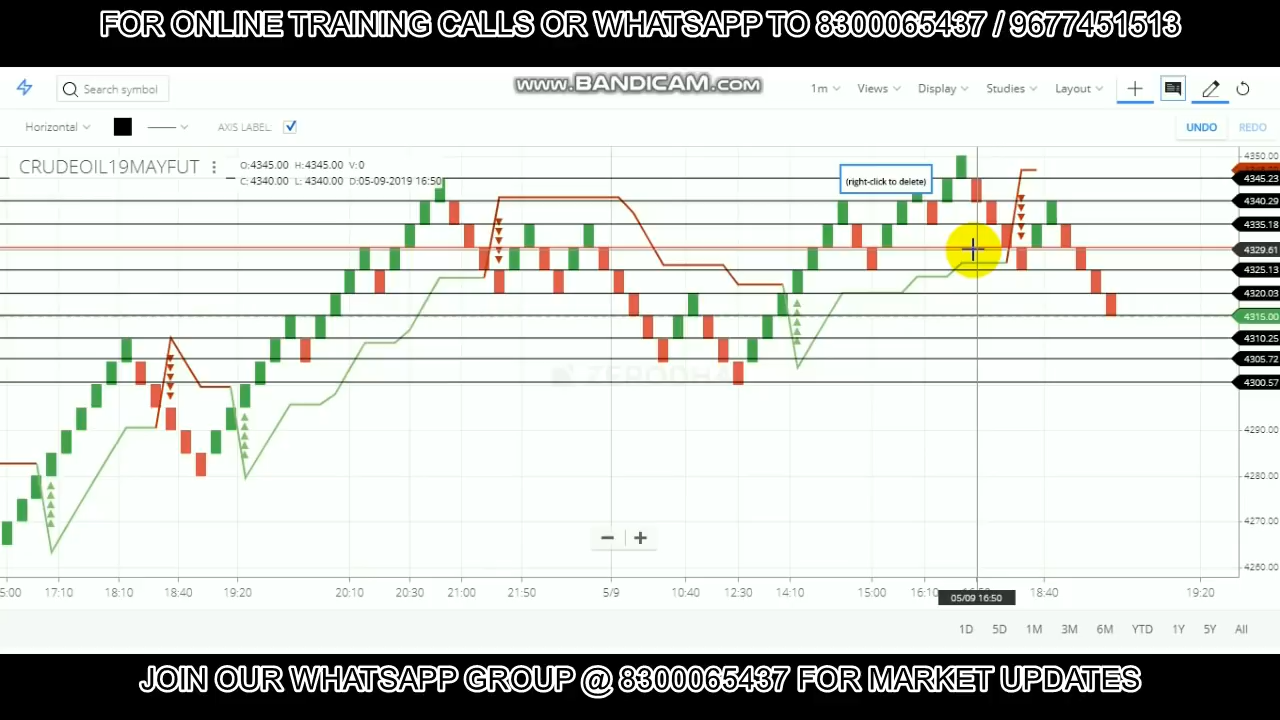 FOR ONLINE TRAINING CALLS OR WHATSAPP TO 8300065437 / 9677451513
www.BANDICAM.com
Search symbol
1m Views Display Studies Layout
Horizontal AXIS LABEL: UNDO REDO
CRUDEOIL19MAYFUT
O:4345.00 H:4345.00 V:0
C: 4340.00 L: 4340.00 D:05-09-2019 16:50
(right-click to delete)
4350.00
4345.23
4340.29
4335.18
4329.61
4325.13
4320.03
4315.00
4310.25
4305.72
4300.57
4290.00
4280.00
4270.00
4260.00
ZERODHA
5:00 17:10 18:10 18:40 19:20 20:10 20:30 21:00 21:50 5/9 10:40 12:30 14:10 15:00 16:10 18:40 19:20
05/09 16:50
1D 5D 1M 3M 6M YTD 1Y 5Y All
JOIN OUR WHATSAPP GROUP @ 8300065437 FOR MARKET UPDATES